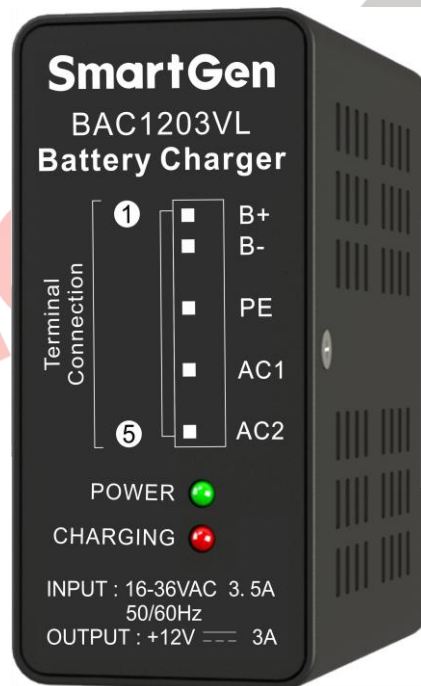 SmartGen
BAC1203VL
Battery Charger
Terminal
Connection
1
B+
B-
PE
AC1
5
AC2
POWER
CHARGING
INPUT : 16-36VAC 3. 5A
50/60Hz
OUTPUT : +12V ⎓ 3A